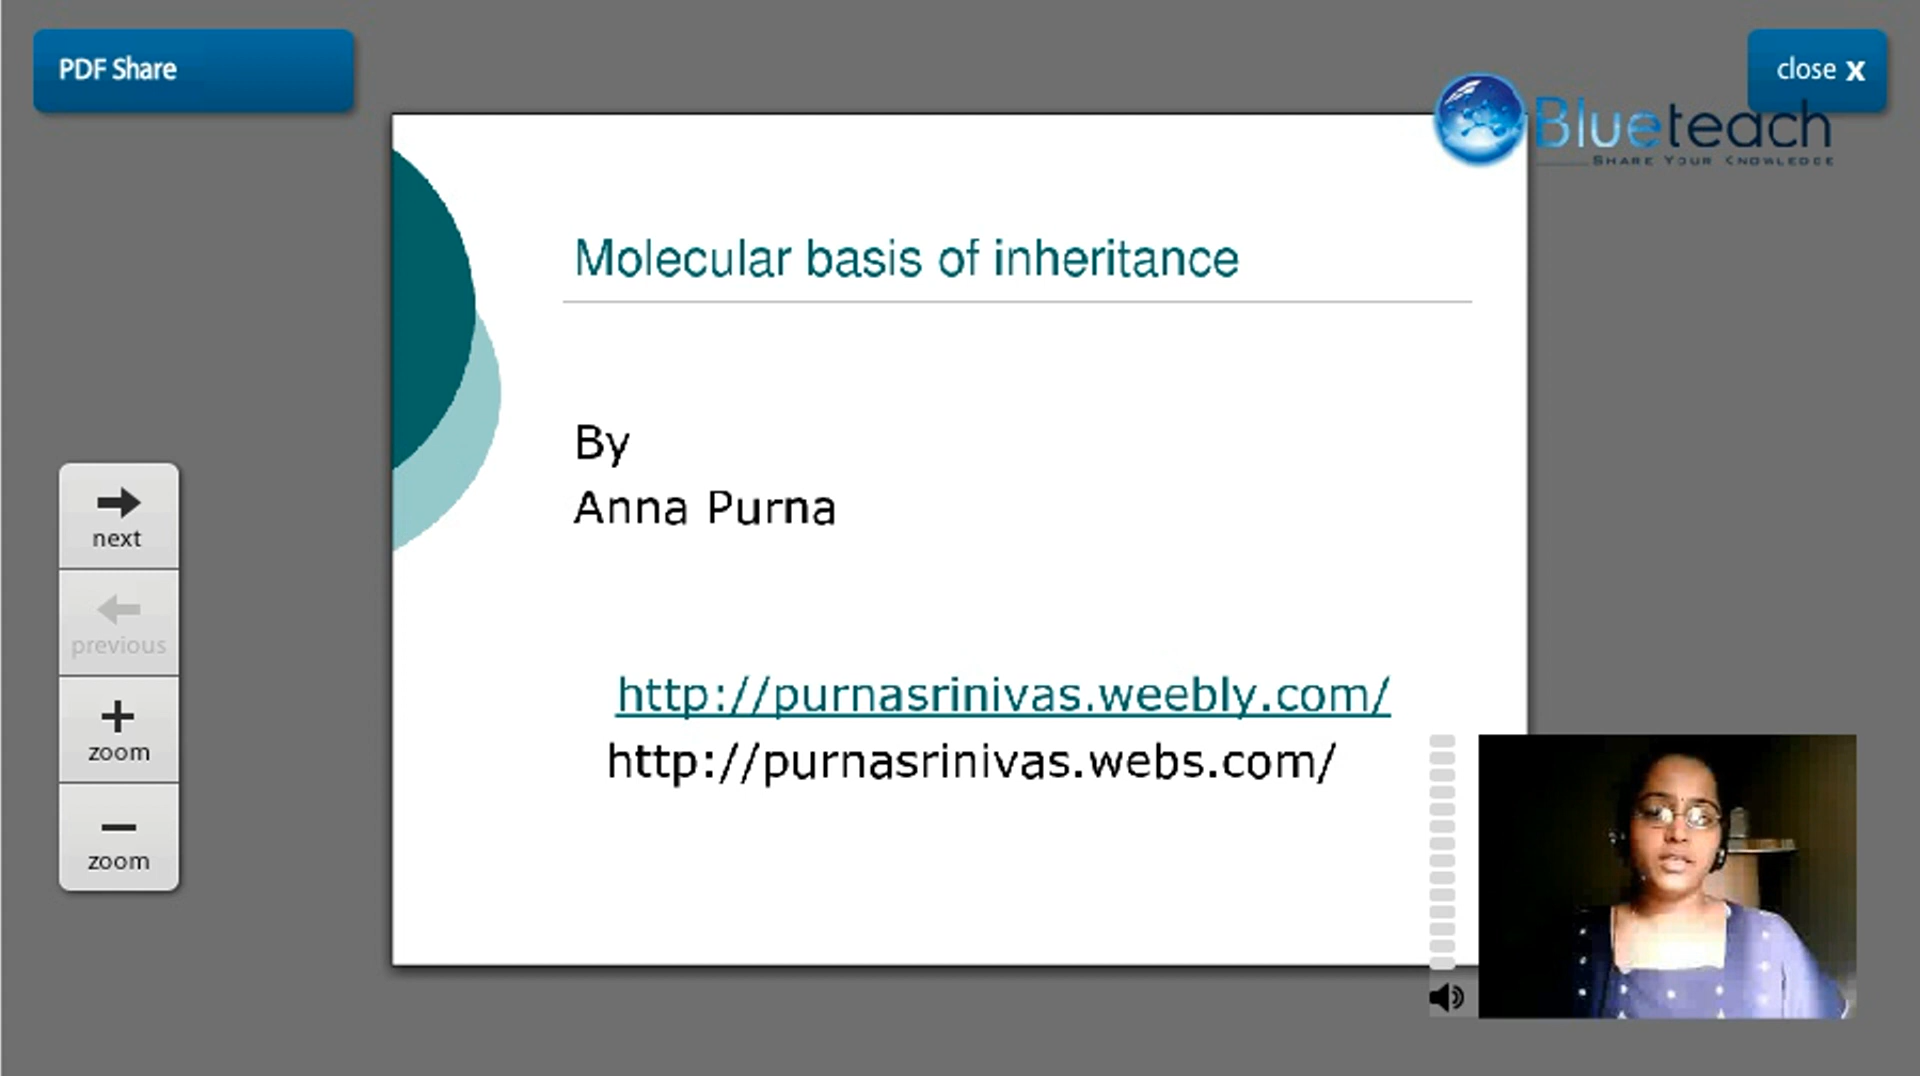 PDF Share
close X
Blueteach
SHARE YOUR KNOWLEDGE
Molecular basis of inheritance
By
Anna Purna
http://purnasrinivas.weebly.com/
http://purnasrinivas.webs.com/
next
previous
zoom
zoom